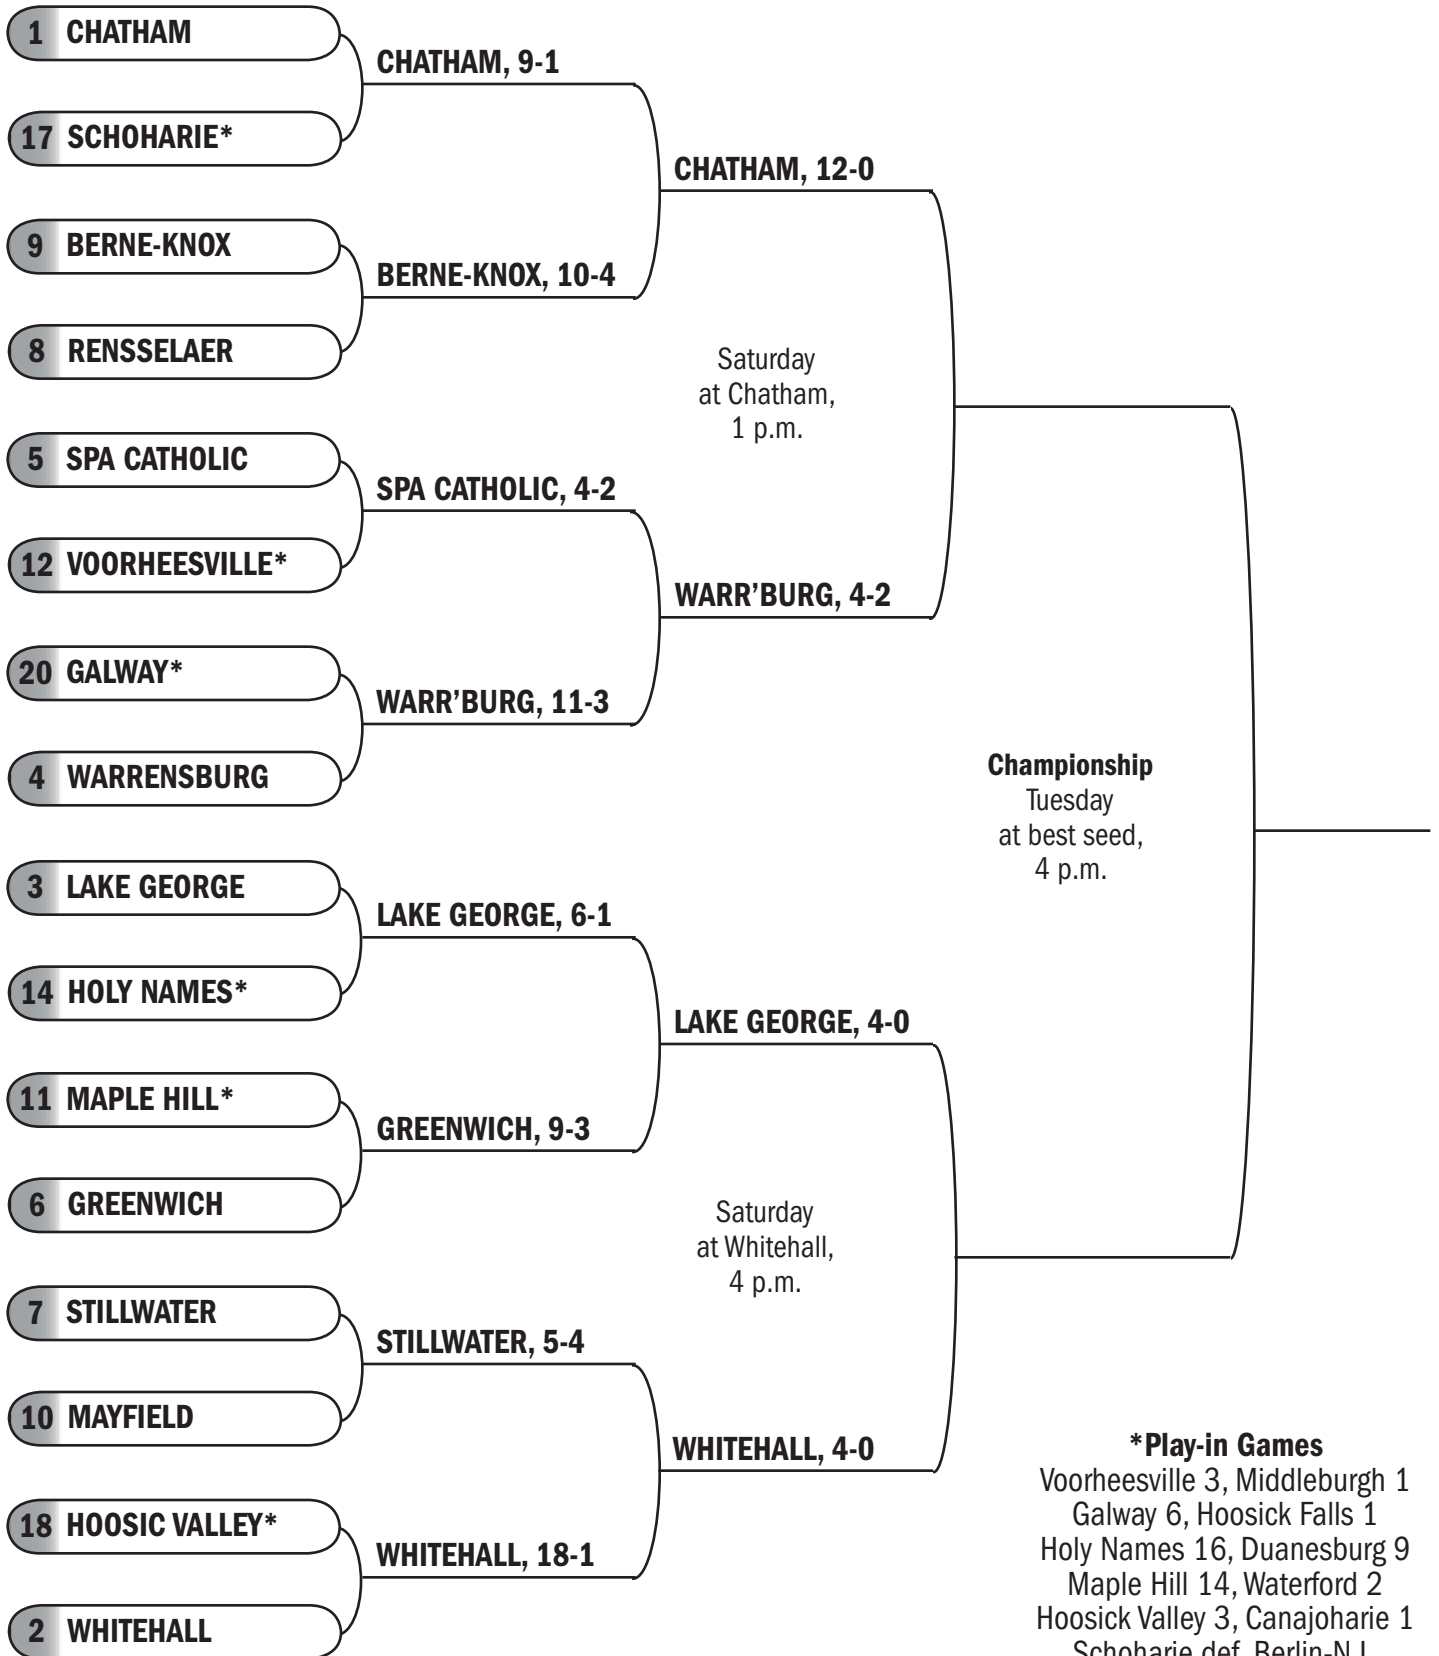 1 CHATHAM
CHATHAM, 9-1
17 SCHOHARIE*
CHATHAM, 12-0
9 BERNE-KNOX
BERNE-KNOX, 10-4
8 RENSSELAER
Saturday
at Chatham,
1 p.m.
5 SPA CATHOLIC
SPA CATHOLIC, 4-2
12 VOORHEESVILLE*
WARR’BURG, 4-2
20 GALWAY*
WARR’BURG, 11-3
4 WARRENSBURG
Championship
Tuesday
at best seed,
4 p.m.
3 LAKE GEORGE
LAKE GEORGE, 6-1
14 HOLY NAMES*
LAKE GEORGE, 4-0
11 MAPLE HILL*
GREENWICH, 9-3
6 GREENWICH
Saturday
at Whitehall,
4 p.m.
7 STILLWATER
STILLWATER, 5-4
10 MAYFIELD
WHITEHALL, 4-0
18 HOOSIC VALLEY*
WHITEHALL, 18-1
2 WHITEHALL
*Play-in Games
Voorheesville 3, Middleburgh 1
Galway 6, Hoosick Falls 1
Holy Names 16, Duanesburg 9
Maple Hill 14, Waterford 2
Hoosick Valley 3, Canajoharie 1
Schoharie def. Berlin-N.L.